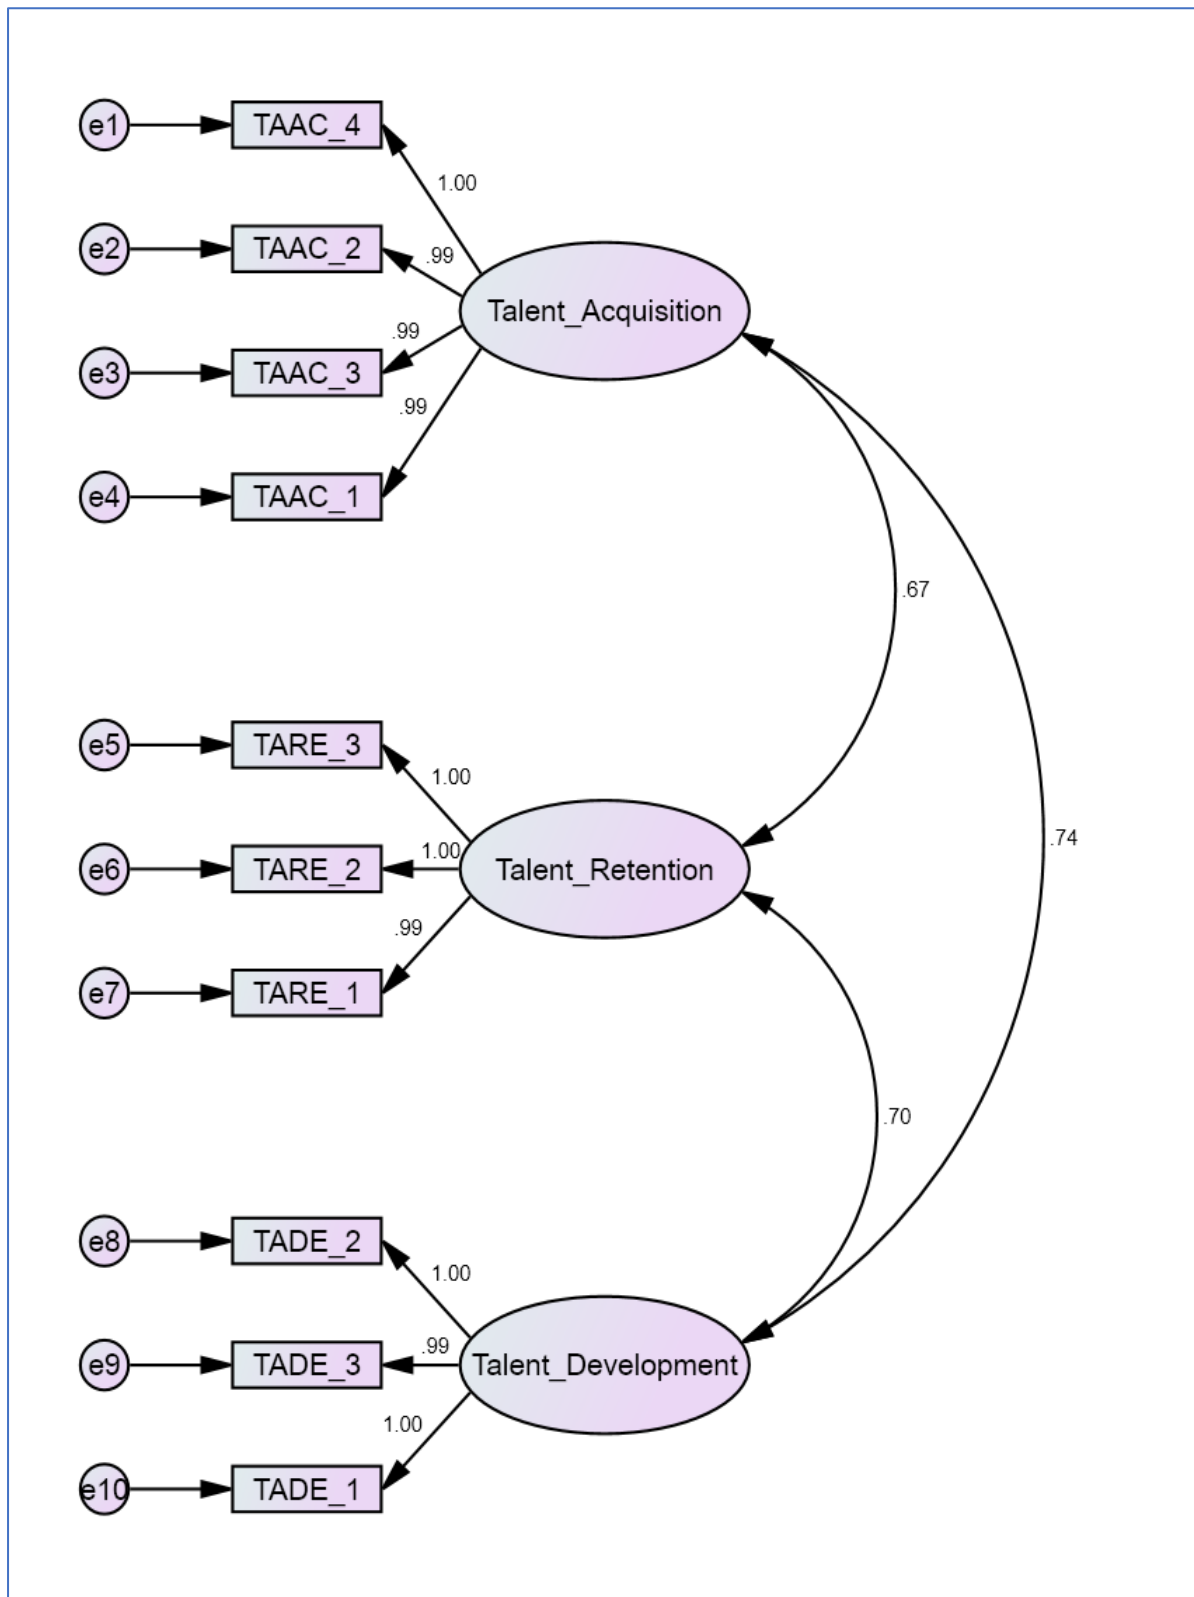 e1
TAAC_4
1.00
e2
TAAC_2
.99
Talent_Acquisition
e3
TAAC_3
.99
e4
TAAC_1
.99
.67
e5
TARE_3
1.00
e6
TARE_2
1.00
Talent_Retention
.74
e7
TARE_1
.99
.70
e8
TADE_2
1.00
e9
TADE_3
.99
Talent_Development
e10
TADE_1
1.00